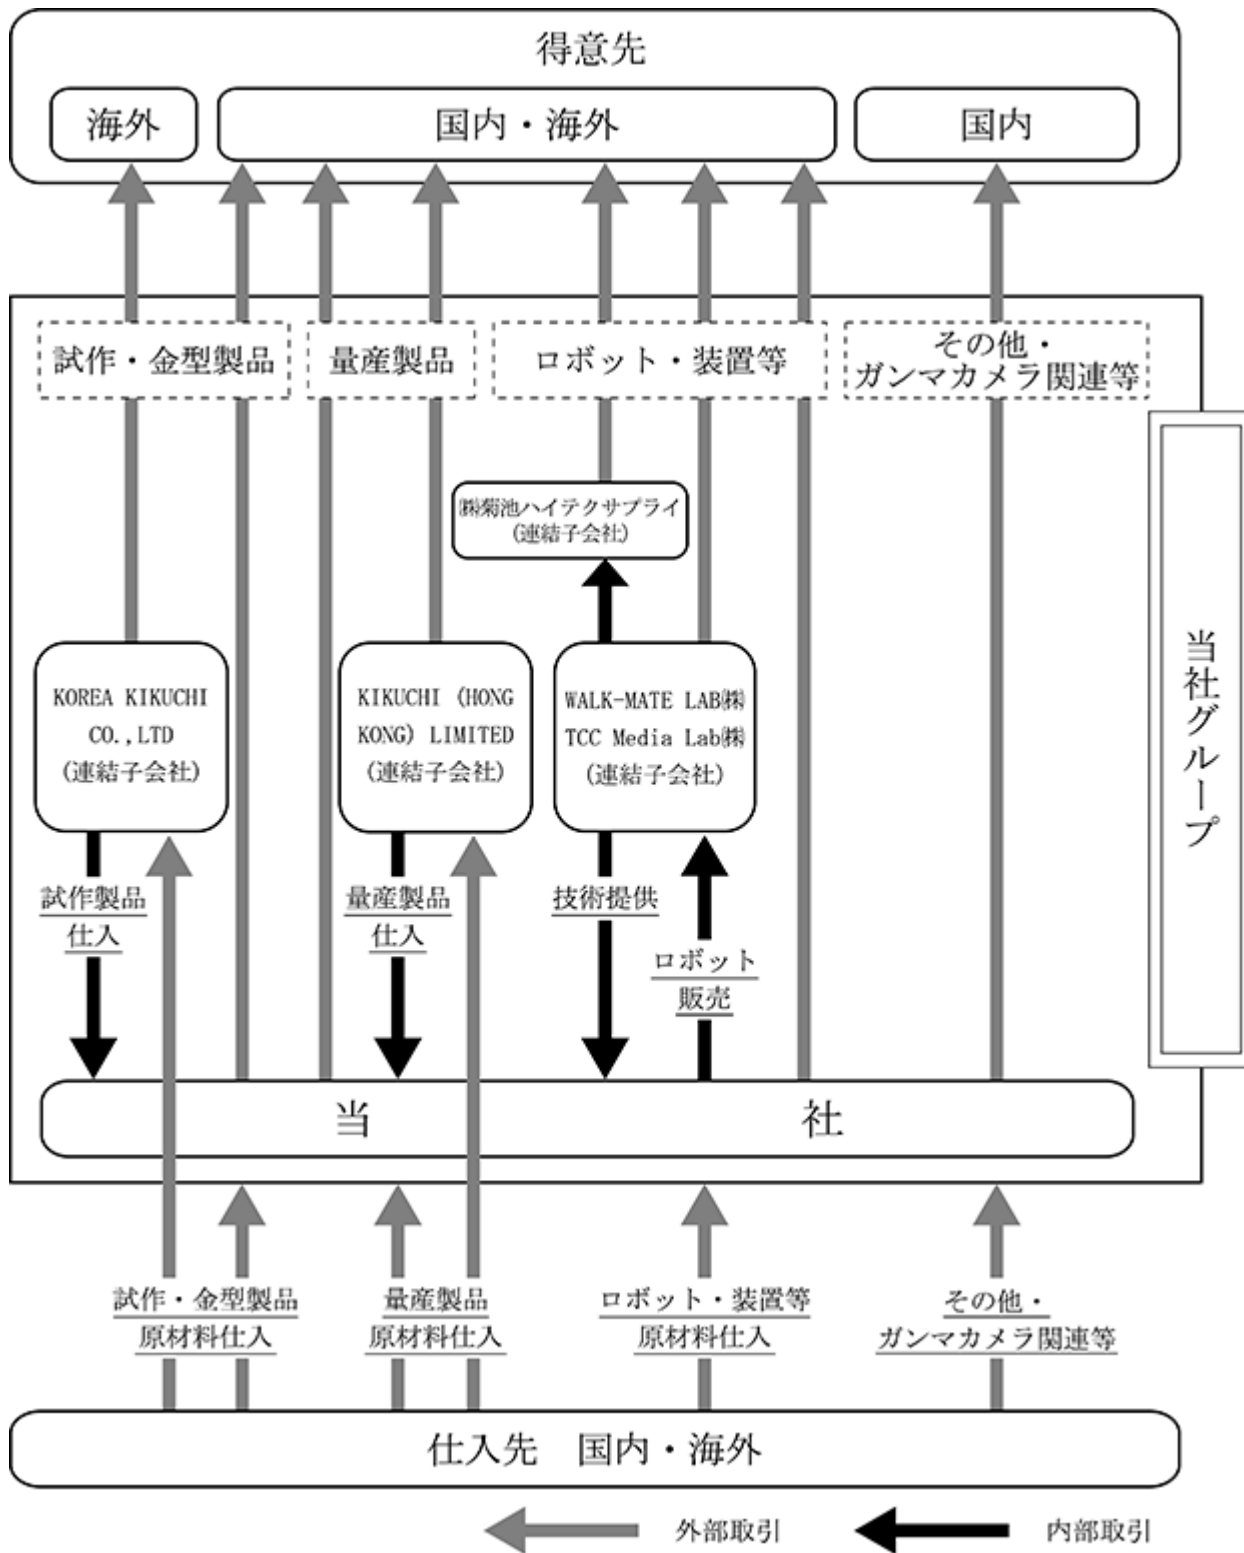 得意先
海外
国内・海外
国内
試作・金型製品
量産製品
ロボット・装置等
その他・
ガンマカメラ関連等
㈱菊池ハイテクサプライ
(連結子会社)
KOREA KIKUCHI
CO.,LTD
(連結子会社)
KIKUCHI (HONG
KONG) LIMITED
(連結子会社)
WALK-MATE LAB㈱
TCC Media Lab㈱
(連結子会社)
当社グループ
試作製品
仕入
量産製品
仕入
技術提供
ロボット
販売
当社
試作・金型製品
原材料仕入
量産製品
原材料仕入
ロボット・装置等
原材料仕入
その他・
ガンマカメラ関連等
仕入先 国内・海外
外部取引
内部取引